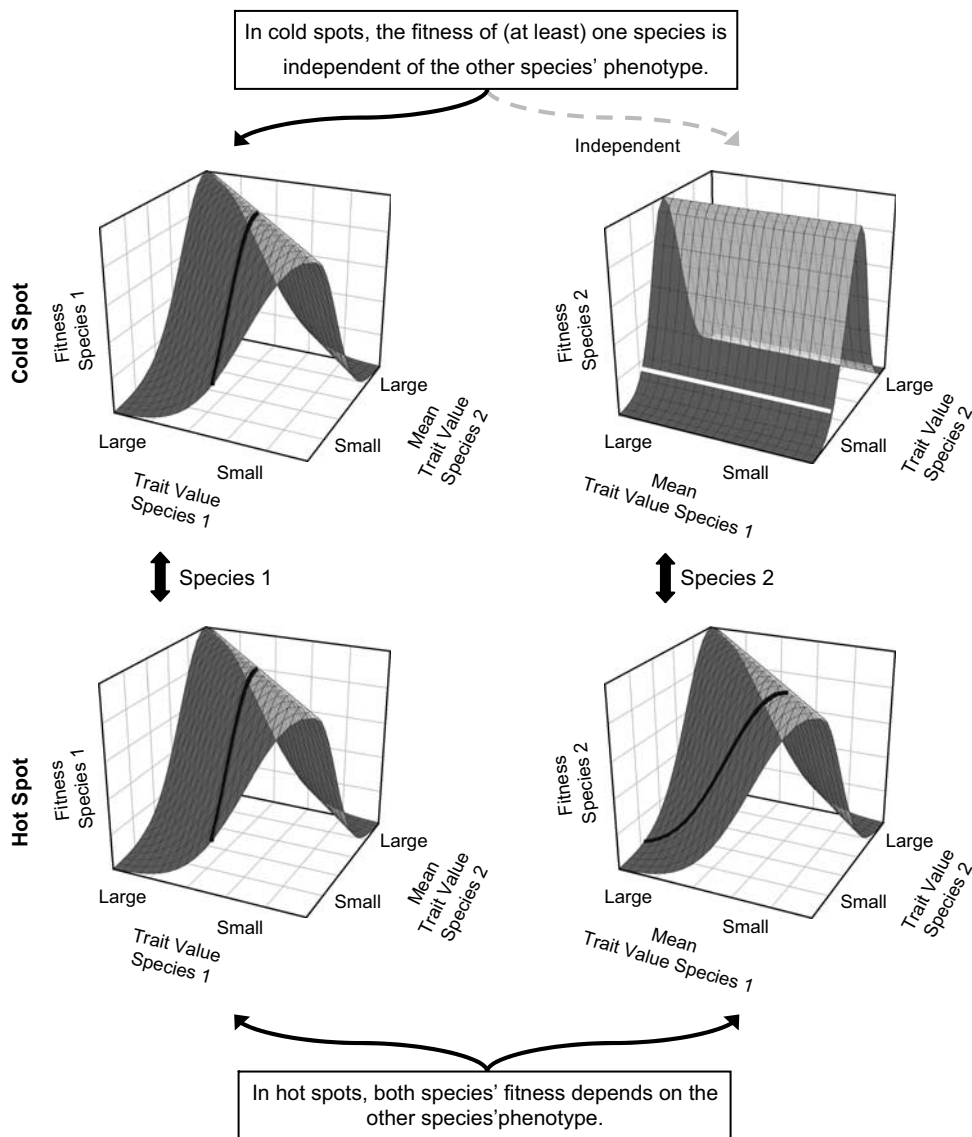 In cold spots, the fitness of (at least) one species is
independent of the other species’ phenotype.
Independent
Cold Spot
Fitness
Species 1
Large
Small
Trait Value
Species 1
Large
Small
Mean
Trait Value
Species 2
Fitness
Species 2
Large
Small
Mean
Trait Value Species 1
Large
Small
Trait Value
Species 2
Species 1
Species 2
Hot Spot
Fitness
Species 1
Large
Small
Trait Value
Species 1
Large
Small
Mean
Trait Value
Species 2
Fitness
Species 2
Large
Small
Mean
Trait Value Species 1
Large
Small
Trait Value
Species 2
In hot spots, both species’ fitness depends on the
other species’phenotype.